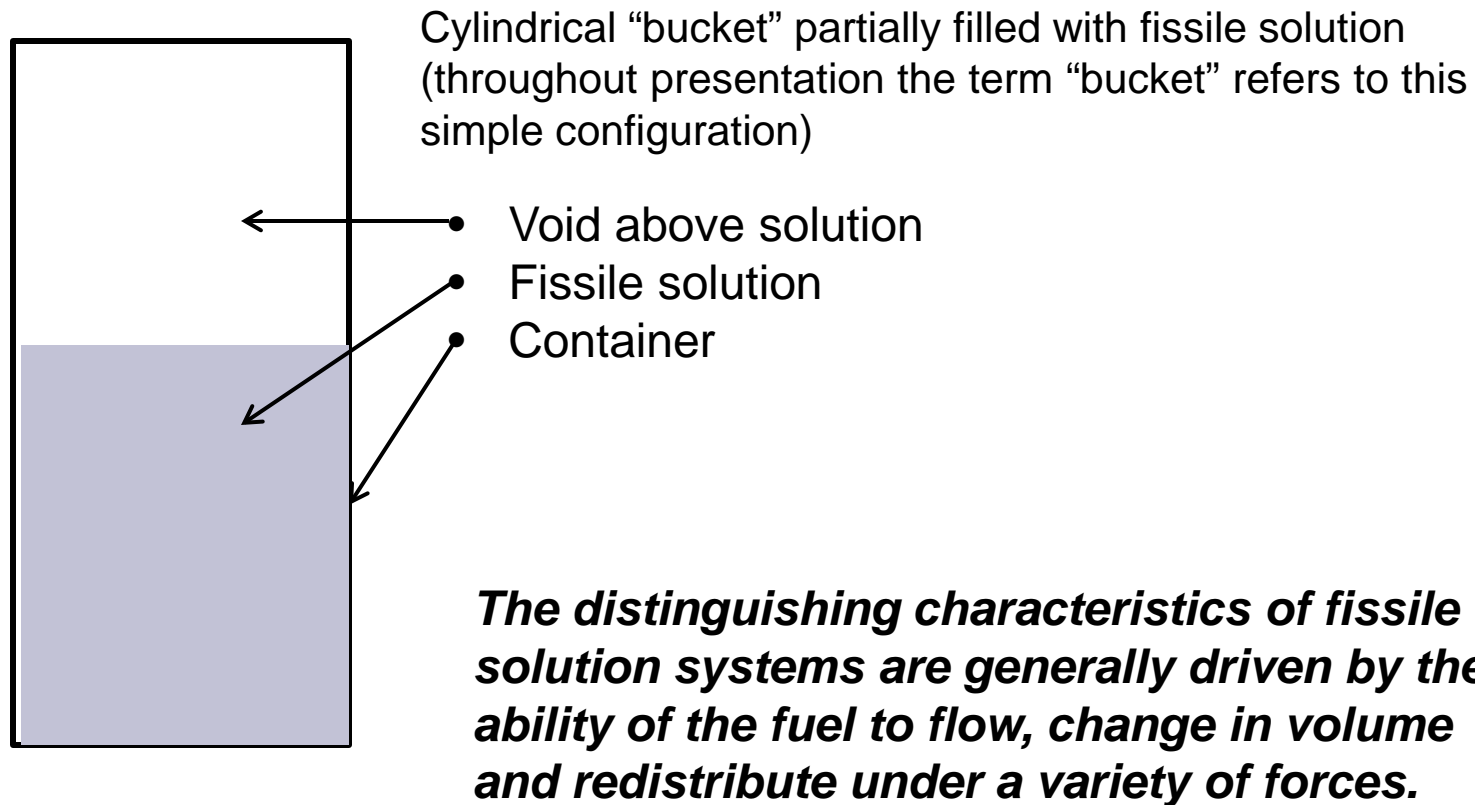 Cylindrical “bucket” partially filled with fissile solution
(throughout presentation the term “bucket” refers to this
simple configuration)
• Void above solution
• Fissile solution
• Container
The distinguishing characteristics of fissile
solution systems are generally driven by the
ability of the fuel to flow, change in volume
and redistribute under a variety of forces.